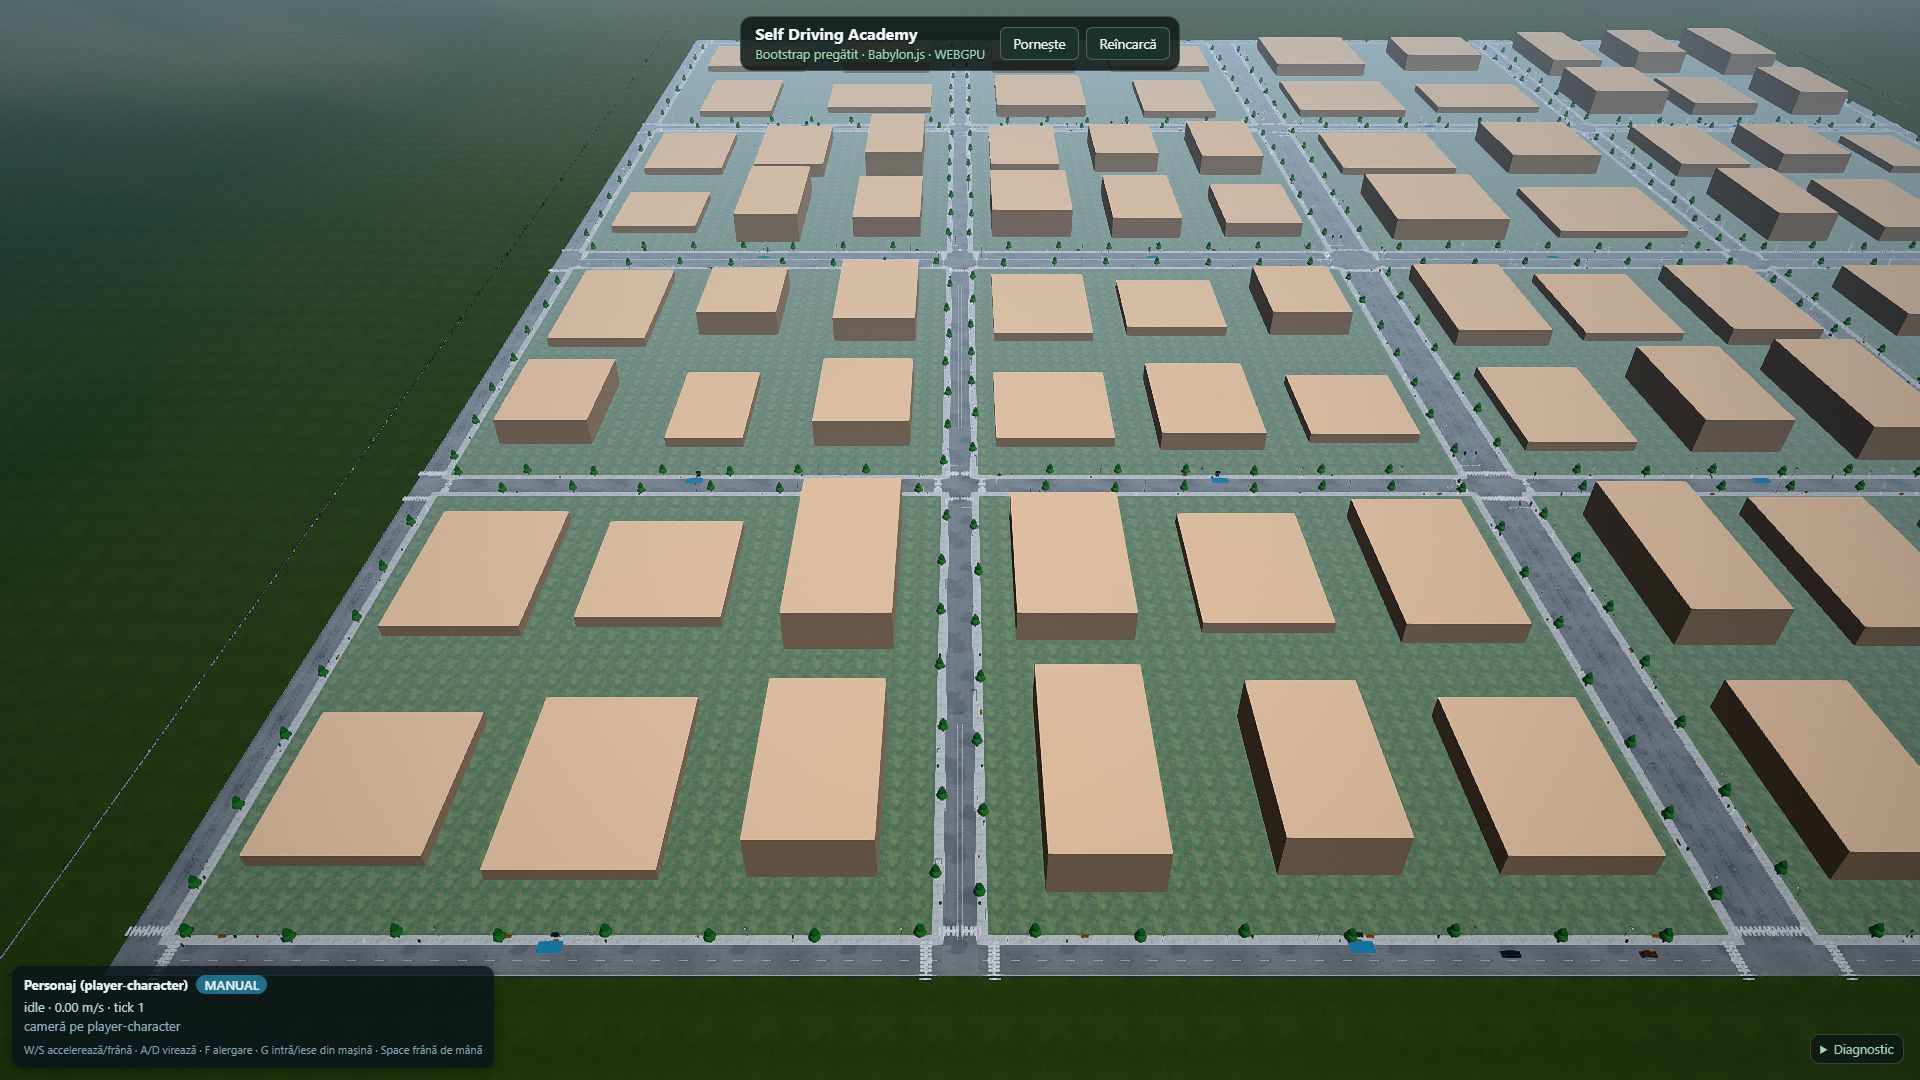 Self Driving Academy
Bootstrap pregătit · Babylon.js · WEBGPU
Pornește
Reîncarcă
Personaj (player-character) MANUAL
idle · 0.00 m/s · tick 1
cameră pe player-character
W/S accelerează/frână · A/D virează · F alergare · G intră/iese din mașină · Space frână de mână
▶ Diagnostic